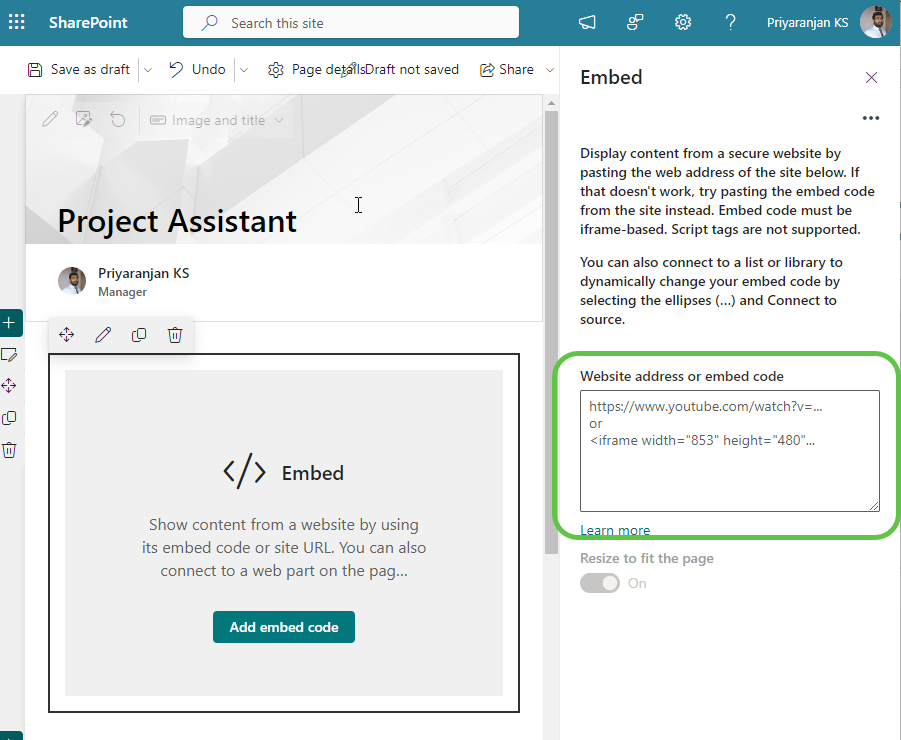 SharePoint
Search this site
Priyaranjan KS
Save as draft
Undo
Page details
Draft not saved
Share
Image and title
Project Assistant
Priyaranjan KS
Manager
</> Embed
Show content from a website by using
its embed code or site URL. You can also
connect to a web part on the pag...
Add embed code
Embed
Display content from a secure website by
pasting the web address of the site below. If
that doesn't work, try pasting the embed code
from the site instead. Embed code must be
iframe-based. Script tags are not supported.
You can also connect to a list or library to
dynamically change your embed code by
selecting the ellipses (...) and Connect to
source.
Website address or embed code
https://www.youtube.com/watch?v=...
or
<iframe width="853" height="480"...
Learn more
Resize to fit the page
On